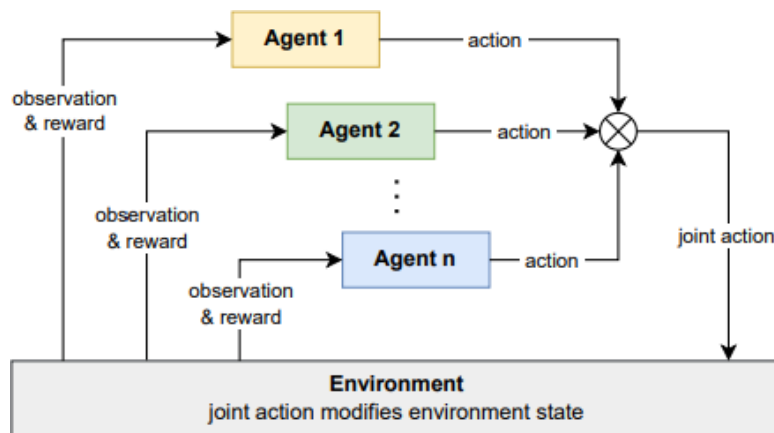 Agent 1
action
observation
& reward
Agent 2
action
observation
& reward
Agent n
action
joint action
observation
& reward
Environment
joint action modifies environment state